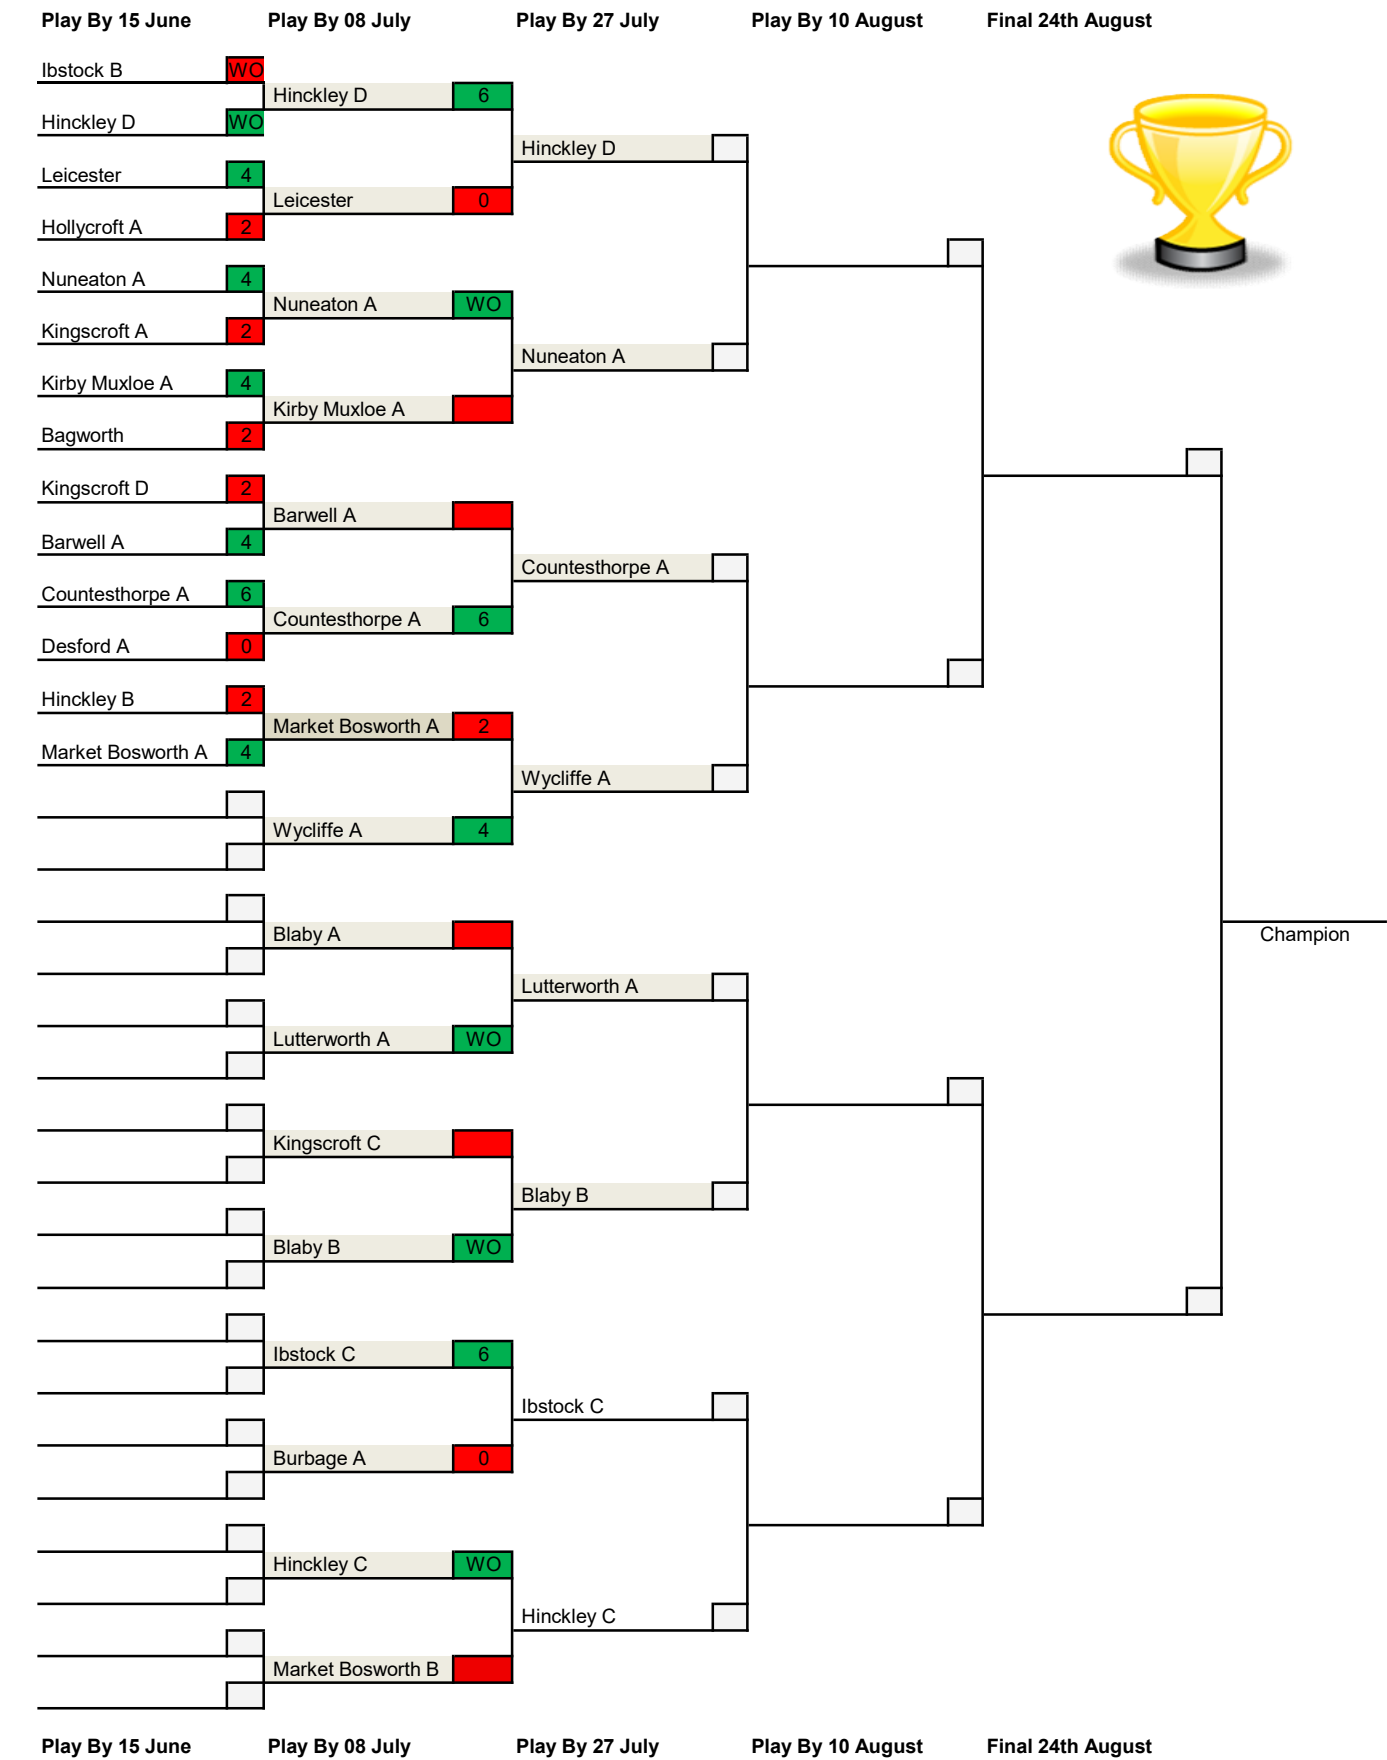 Play By 15 June Play By 08 July Play By 27 July Play By 10 August Final 24th August
Ibstock B WO
Hinckley D 6
Hinckley D WO
Hinckley D
Leicester 4
Leicester 0
Hollycroft A 2
Nuneaton A 4
Nuneaton A WO
Kingscroft A 2
Nuneaton A
Kirby Muxloe A 4
Kirby Muxloe A
Bagworth 2
Kingscroft D 2
Barwell A
Barwell A 4
Countesthorpe A
Countesthorpe A 6
Countesthorpe A 6
Desford A 0
Hinckley B 2
Market Bosworth A 2
Market Bosworth A 4
Wycliffe A
Wycliffe A 4
Blaby A
Champion
Lutterworth A
Lutterworth A WO
Kingscroft C
Blaby B
Blaby B WO
Ibstock C 6
Ibstock C
Burbage A 0
Hinckley C WO
Hinckley C
Market Bosworth B
Play By 15 June Play By 08 July Play By 27 July Play By 10 August Final 24th August